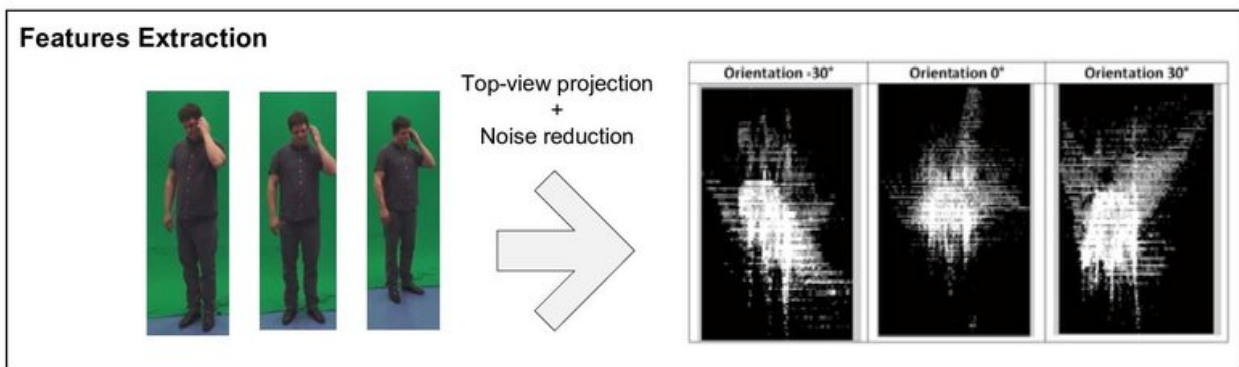 Features Extraction
Top-view projection
+
Noise reduction
Orientation -30°
Orientation 0°
Orientation 30°